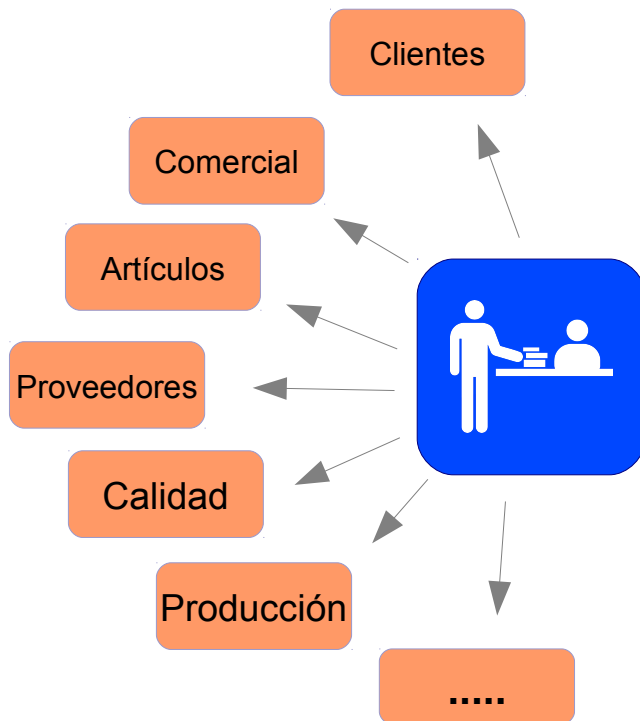 Clientes
Comercial
Artículos
Proveedores
Calidad
Producción
.....